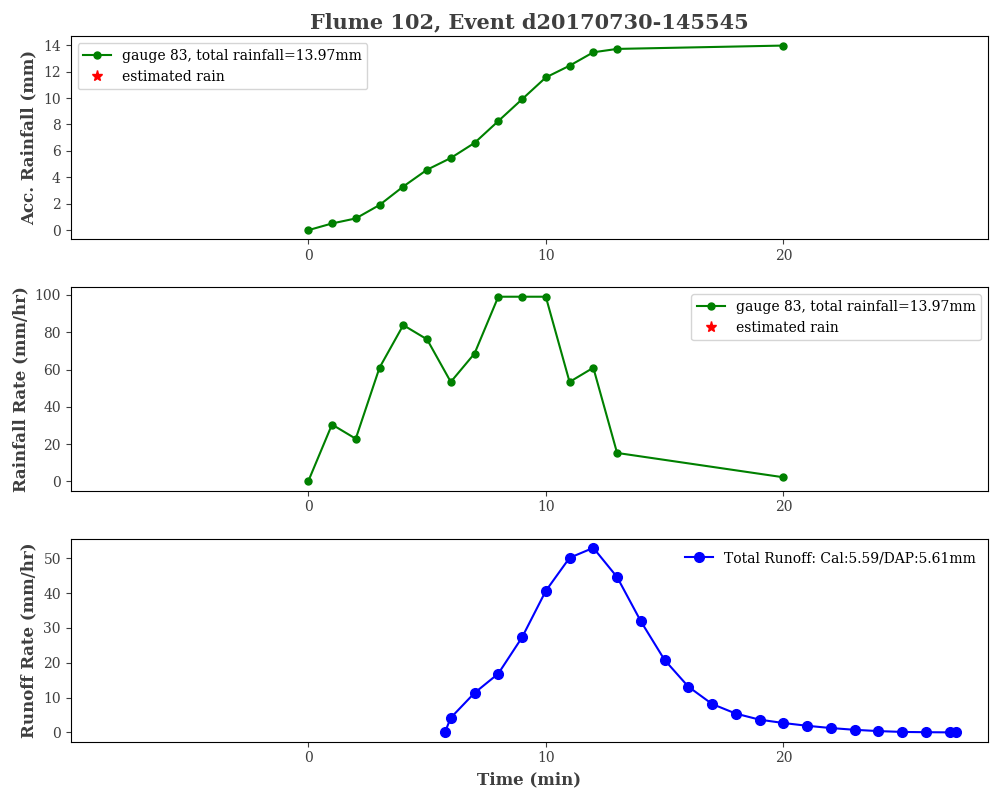 Flume 102, Event d20170730-145545
Acc. Rainfall (mm)
14
12
10
8
6
4
2
0
gauge 83, total rainfall=13.97mm
estimated rain
0 10 20
Rainfall Rate (mm/hr)
100
80
60
40
20
0
gauge 83, total rainfall=13.97mm
estimated rain
0 10 20
Runoff Rate (mm/hr)
50
40
30
20
10
0
Total Runoff: Cal:5.59/DAP:5.61mm
0 10 20
Time (min)